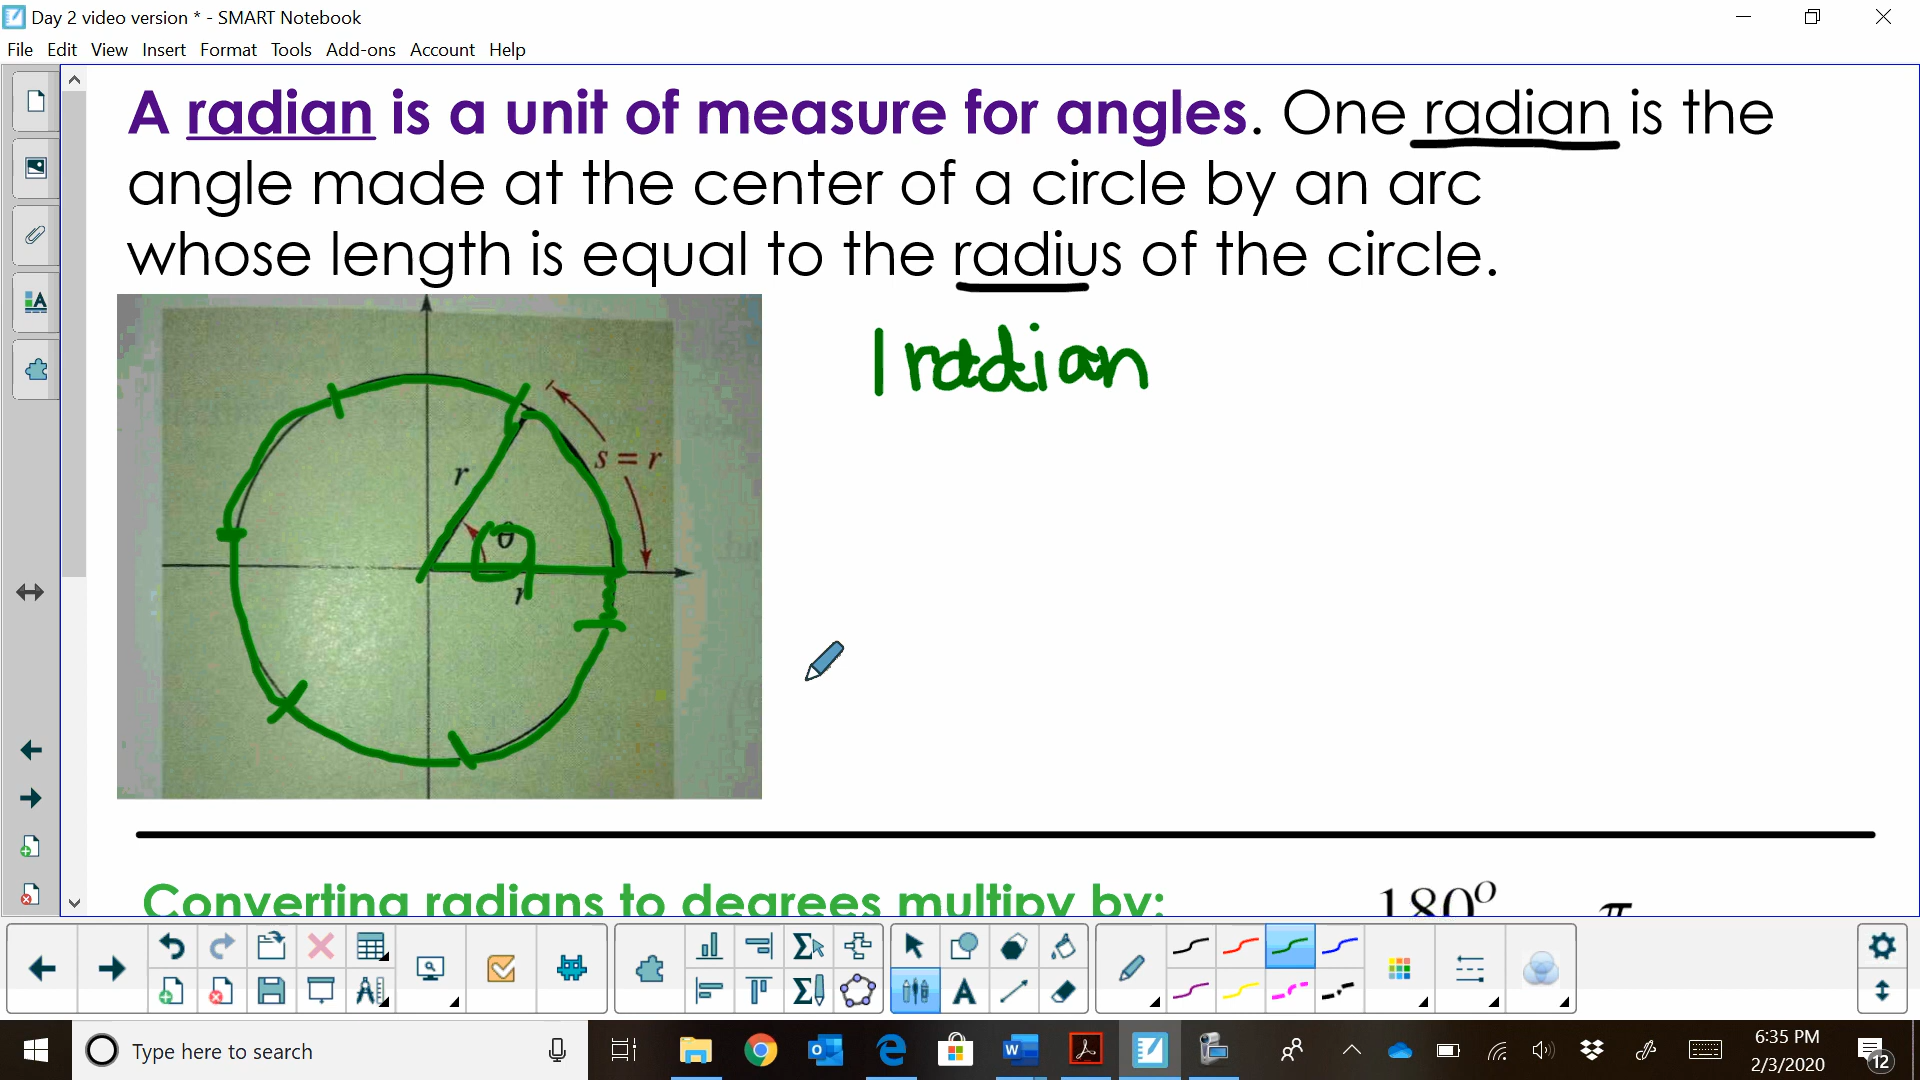 Day 2 video version * - SMART Notebook
File Edit View Insert Format Tools Add-ons Account Help
A radian is a unit of measure for angles. One radian is the
angle made at the center of a circle by an arc
whose length is equal to the radius of the circle.
1 radian
s = r
r
θ
r
Converting radians to degrees multipy by:
180° π
Type here to search
6:35 PM
2/3/2020
12